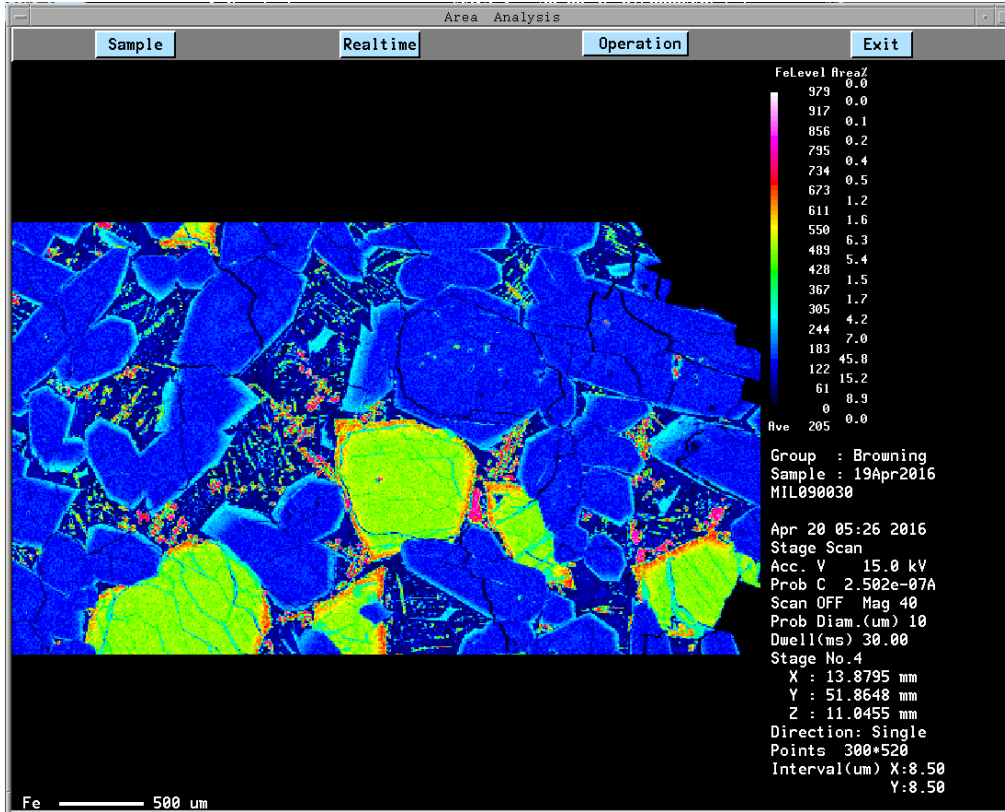 Area Analysis
Sample Realtime Operation Exit
FeLevel Area%
0.0
979 0.0
917 0.1
856 0.2
795 0.4
734 0.5
673 1.2
611 1.6
550 6.3
489 5.4
428 1.5
367 1.7
305 4.2
244 7.0
183 45.8
122 15.2
61 8.9
0 0.0
Ave 205
Group : Browning
Sample : 19Apr2016
MIL090030
Apr 20 05:26 2016
Stage Scan
Acc. V 15.0 kV
Prob C 2.502e-07A
Scan OFF Mag 40
Prob Diam.(um) 10
Dwell(ms) 30.00
Stage No.4
X : 13.8795 mm
Y : 51.8648 mm
Z : 11.0455 mm
Direction: Single
Points 300*520
Interval(um) X:8.50
Y:8.50
Fe 500 um